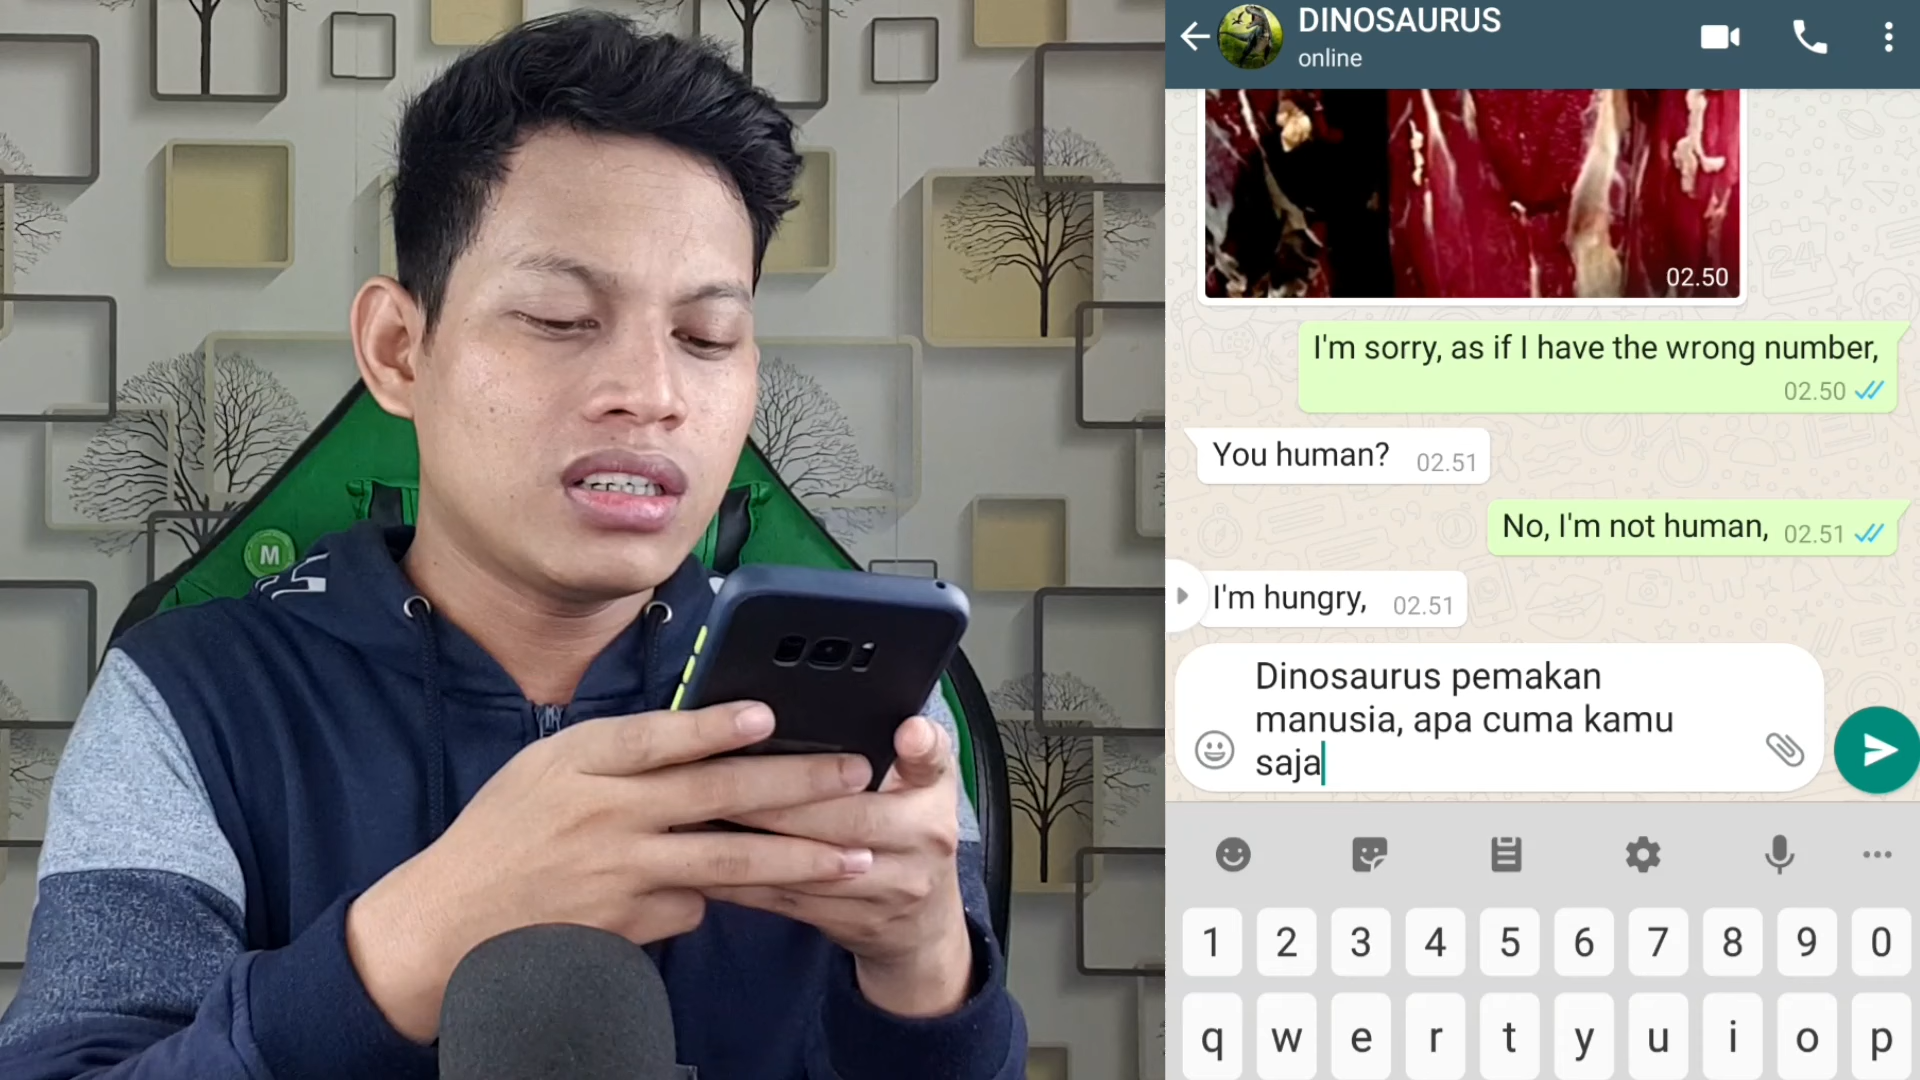 DINOSAURUS
online
02.50
I'm sorry, as if I have the wrong number,
02.50
You human? 02.51
No, I'm not human, 02.51
I'm hungry, 02.51
Dinosaurus pemakan
manusia, apa cuma kamu
saja
M
1 2 3 4 5 6 7 8 9 0
q w e r t y u i o p